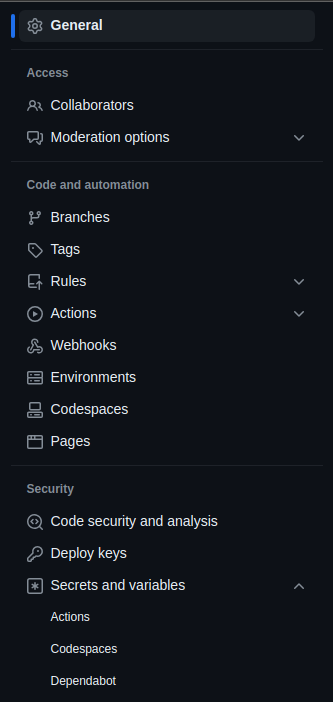 General
Access
Collaborators
Moderation options
Code and automation
Branches
Tags
Rules
Actions
Webhooks
Environments
Codespaces
Pages
Security
Code security and analysis
Deploy keys
Secrets and variables
Actions
Codespaces
Dependabot